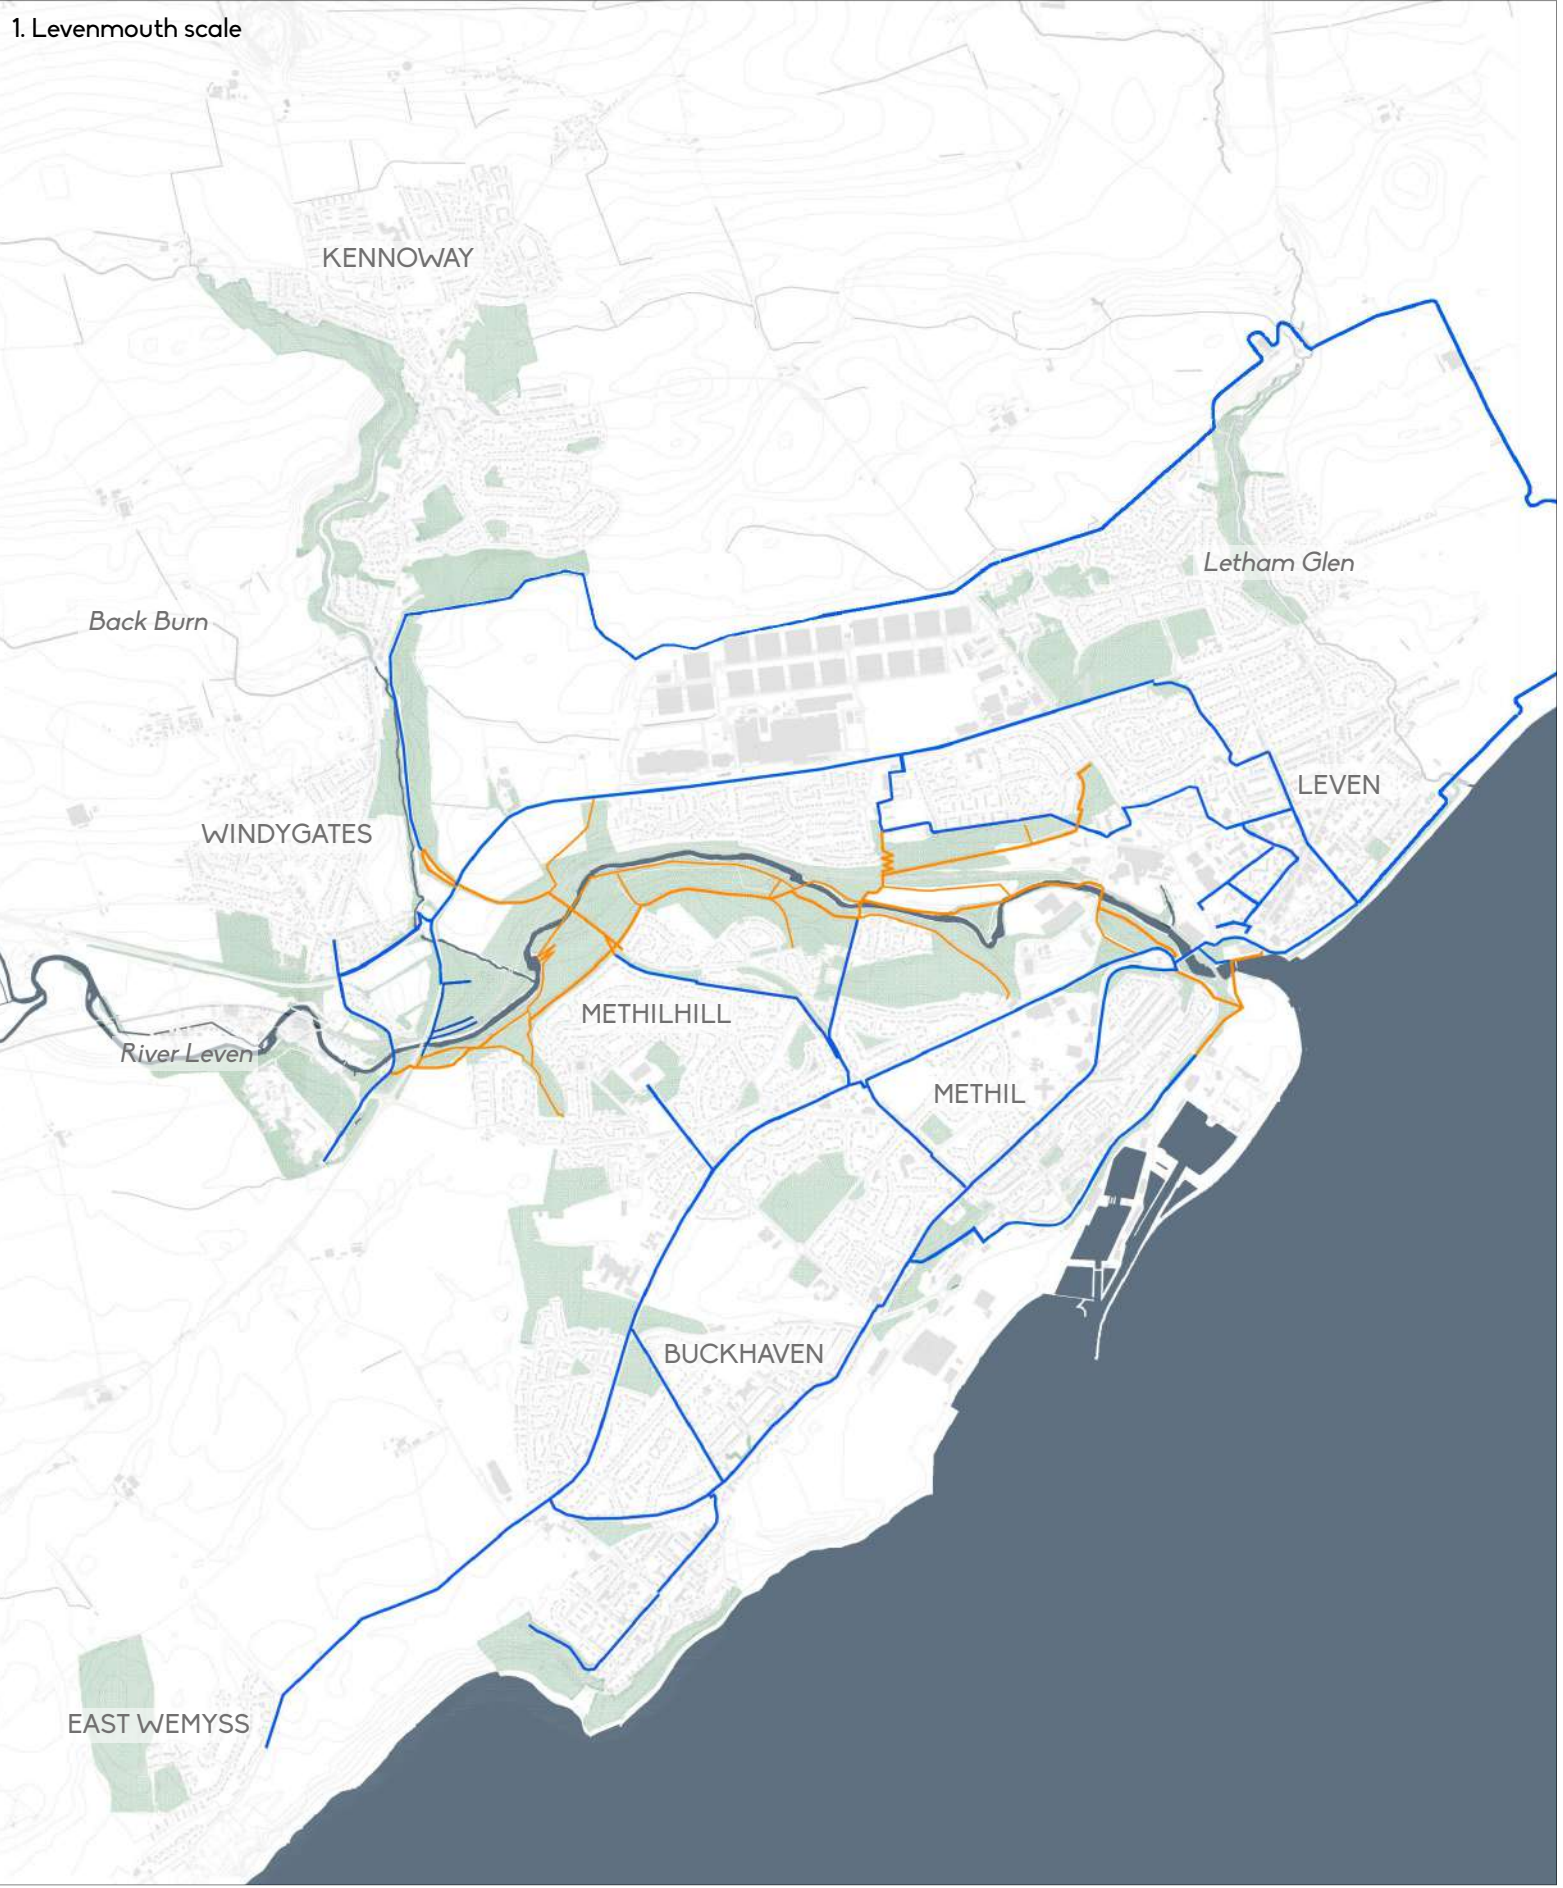 1. Levenmouth scale
KENNOWAY
Letham Glen
Back Burn
LEVEN
WINDYGATES
METHILHILL
River Leven
METHIL
BUCKHAVEN
EAST WEMYSS